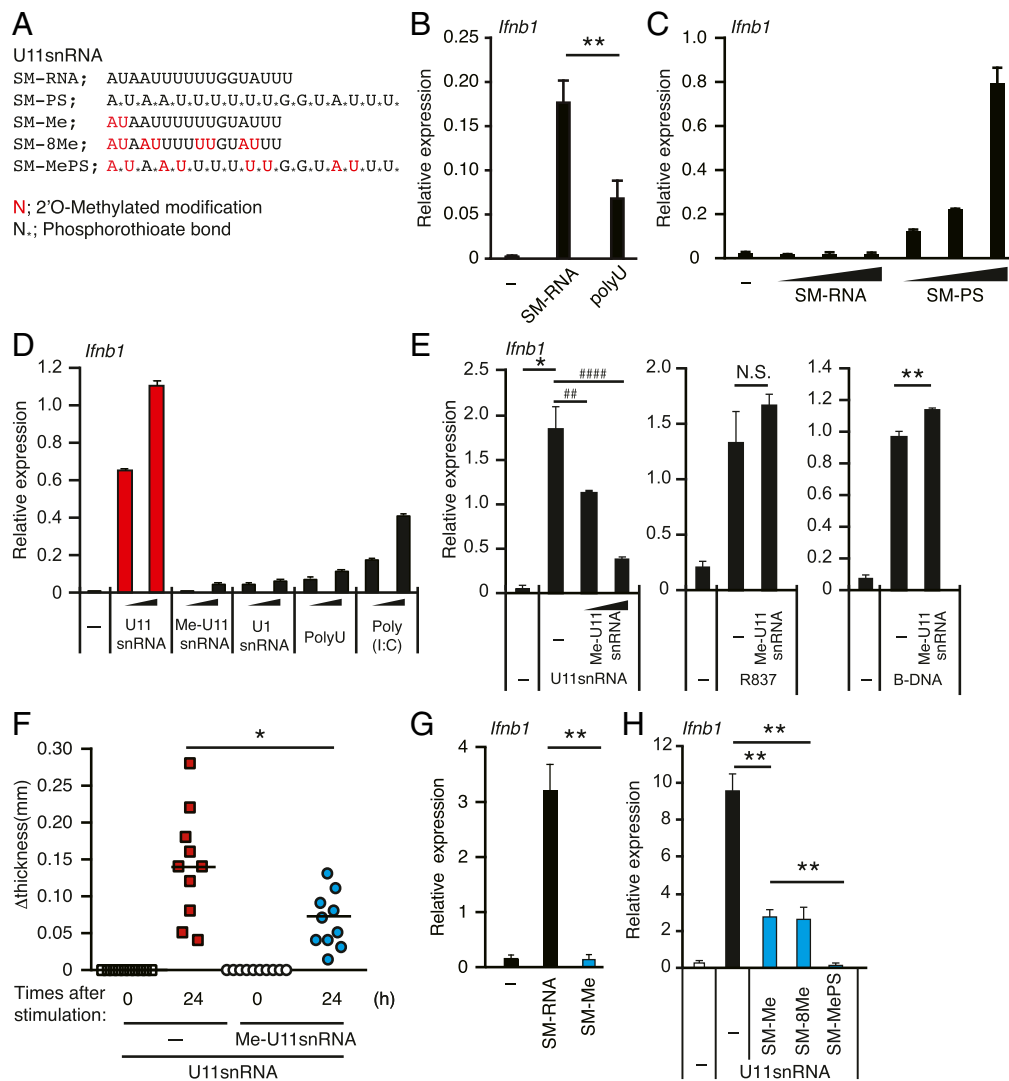 A
U11snRNA
SM-RNA; AUAAUUUUUUGGUAUUU
SM-PS; A*U*A*A*U*U*U*U*U*U*G*G*U*A*U*U*U*
SM-Me; AUAAUUUUUUGUAUUU
SM-8Me; AUAAUUUUUUGUAUUU
SM-MePS; A*U*A*A*U*U*U*U*U*U*G*G*U*A*U*U*U*
N; 2'O-Methylated modification
N*; Phosphorothioate bond
B
Ifnb1
**
Relative expression
0.25
0.20
0.15
0.10
0.05
0
–
SM-RNA
polyU
C
Ifnb1
Relative expression
1.0
0.8
0.6
0.4
0.2
0
–
SM-RNA
SM-PS
D
Ifnb1
Relative expression
1.2
1.0
0.8
0.6
0.4
0.2
0
–
U11 snRNA
Me-U11 snRNA
U1 snRNA
PolyU
Poly (I:C)
E
Ifnb1
Relative expression
2.5
2.0
1.5
1.0
0.5
0
*
##
####
–
–
Me-U11 snRNA
U11snRNA
2.0
1.5
1.0
0.5
0.0
N.S.
–
–
Me-U11 snRNA
R837
1.4
1.2
1.0
0.8
0.6
0.4
0.2
0
**
–
–
Me-U11 snRNA
B-DNA
F
Δthickness(mm)
0.30
0.25
0.20
0.15
0.10
0.05
0
*
Times after stimulation:
0
24
0
24
(h)
–
Me-U11snRNA
U11snRNA
G
Ifnb1
Relative expression
4
3
2
1
0
**
–
SM-RNA
SM-Me
H
Ifnb1
Relative expression
12
10
8
6
4
2
0
**
**
**
–
–
SM-Me
SM-8Me
SM-MePS
U11snRNA